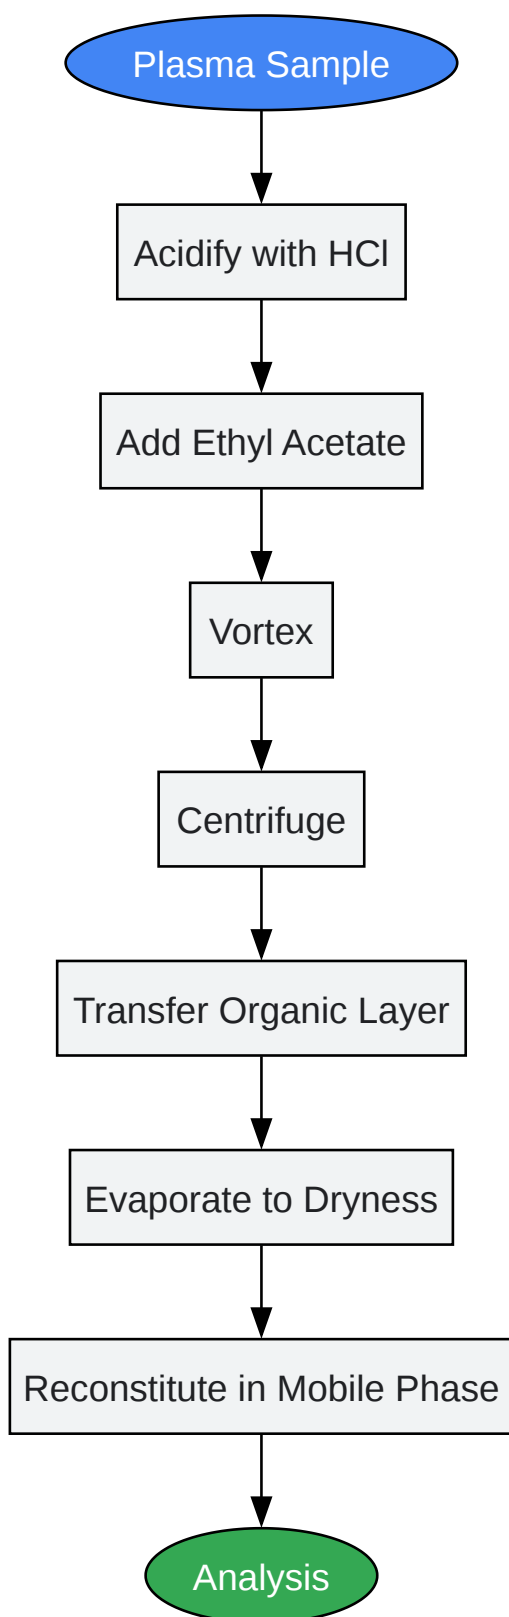 Plasma Sample
Acidify with HCl
Add Ethyl Acetate
Vortex
Centrifuge
Transfer Organic Layer
Evaporate to Dryness
Reconstitute in Mobile Phase
Analysis